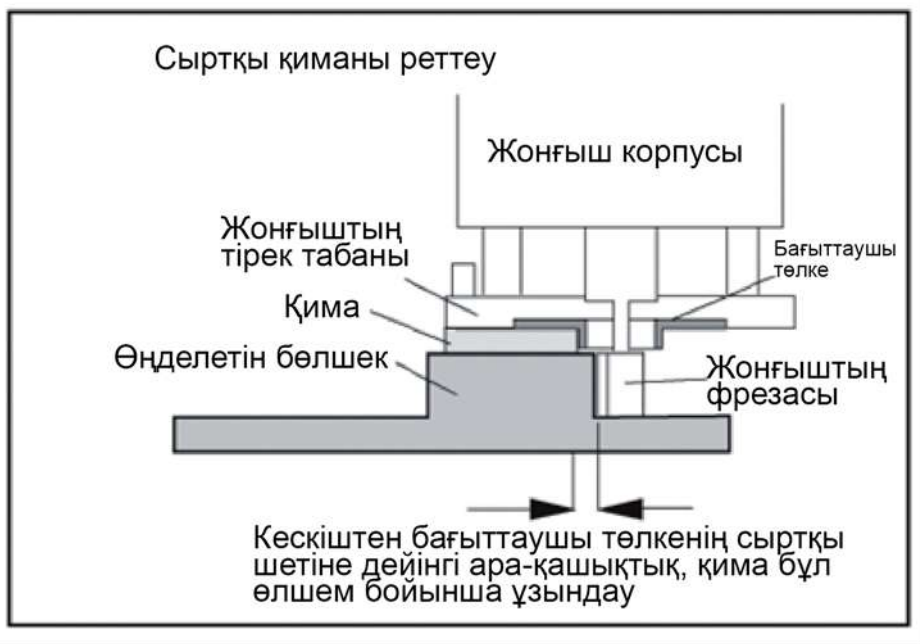 Сыртқы қиманы реттеу
Жонғыш корпусы
Жонғыштың
тірек табаны
Бағыттаушы
төлке
Қима
Өңделетін бөлшек
Жонғыштың
фрезасы
Кескіштен бағыттаушы төлкенің сыртқы
шетіне дейінгі ара-қашықтық, қима бұл
өлшем бойынша ұзындау